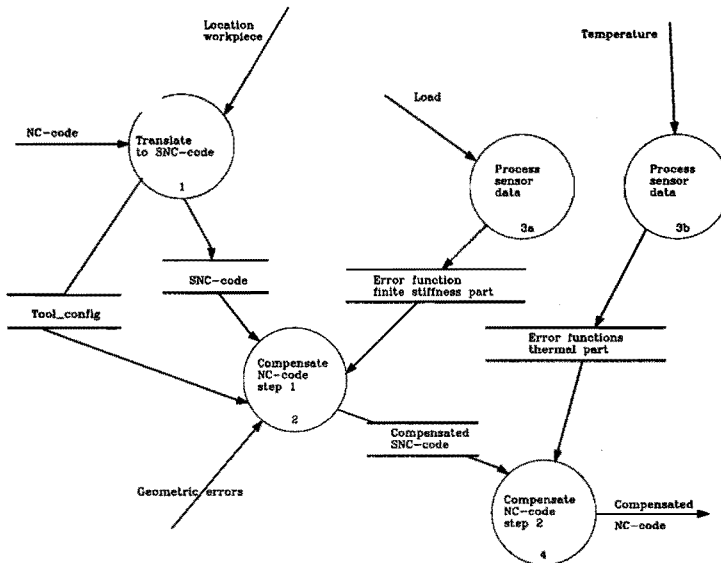 Location
workpiece
Temperature
Load
NC-code
Translate
to SNC-code
1
Process
sensor
data
3a
Process
sensor
data
3b
SNC-code
Error function
finite stiffness part
Tool_config
Error functions
thermal part
Compensate
NC-code
step 1
2
Compensated
SNC-code
Geometric errors
Compensate
NC-code
step 2
4
Compensated
NC-code